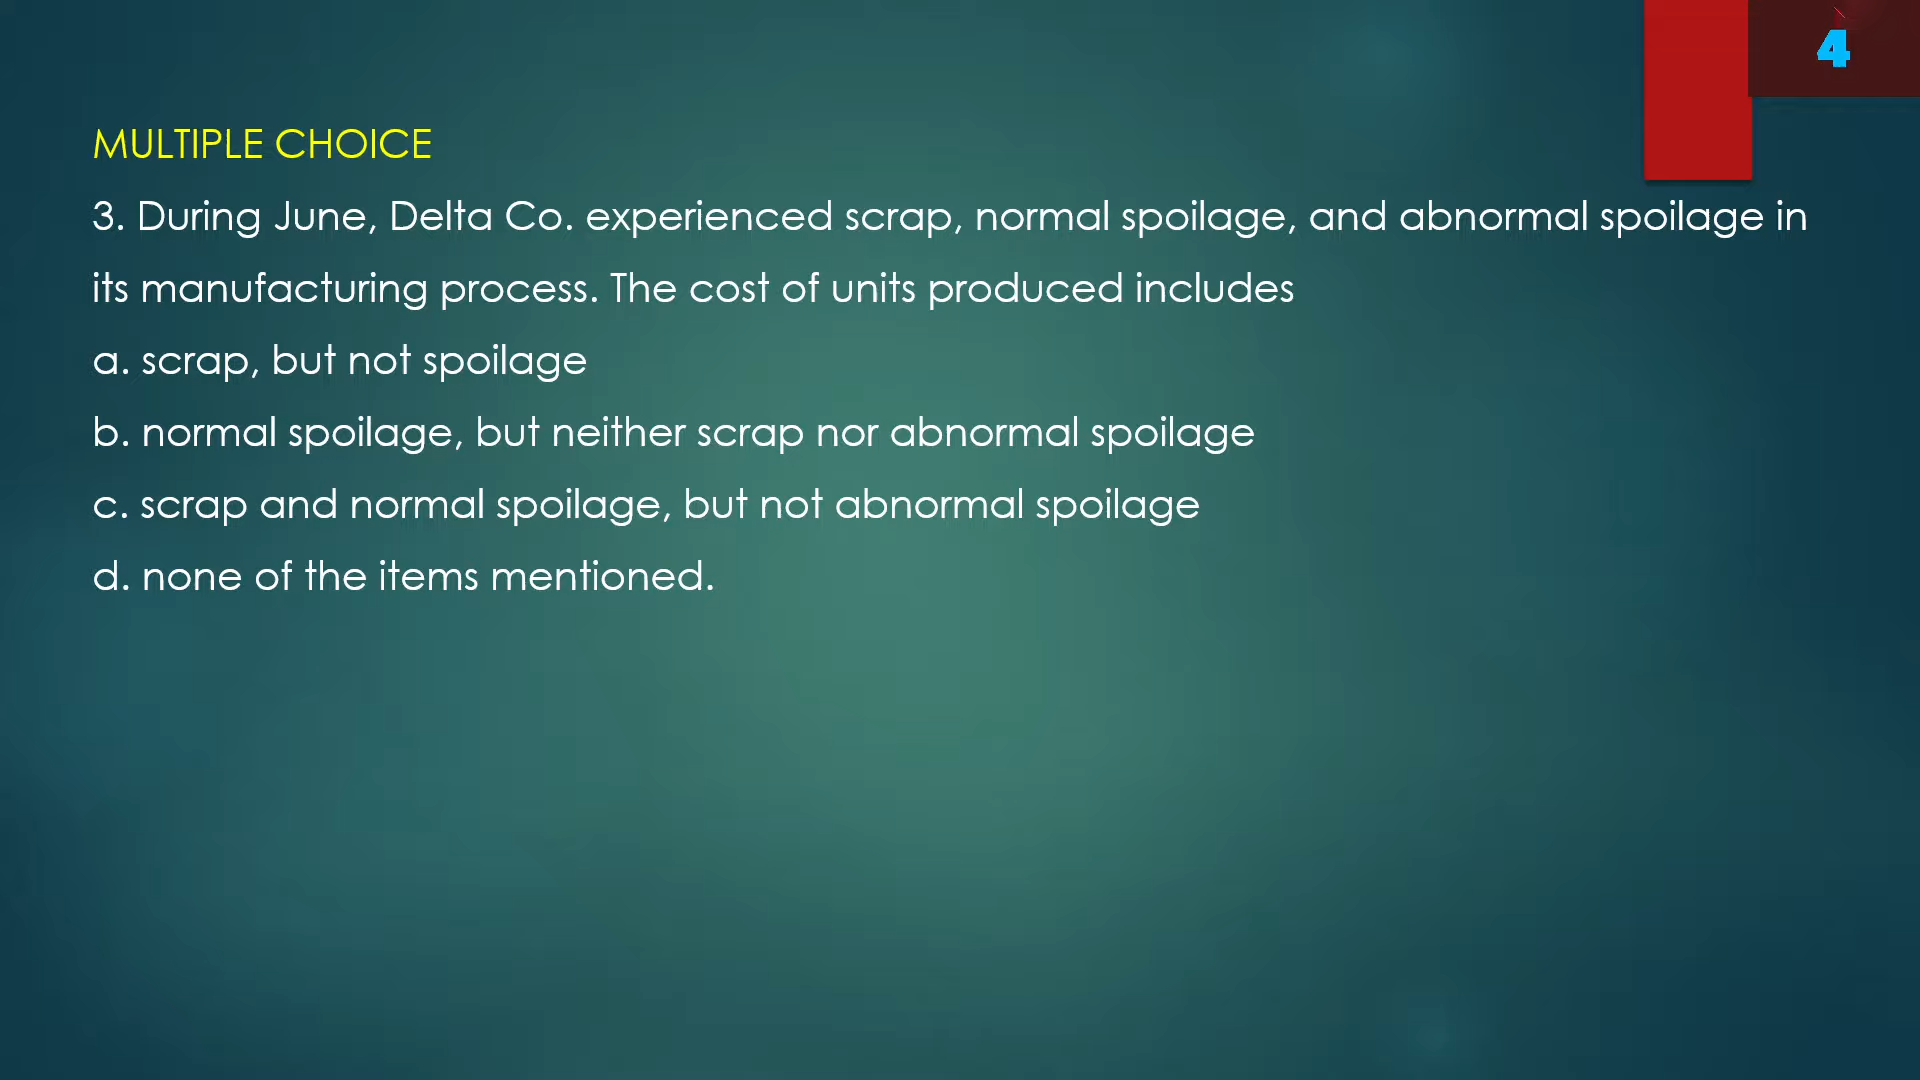 4
MULTIPLE CHOICE
3. During June, Delta Co. experienced scrap, normal spoilage, and abnormal spoilage in
its manufacturing process. The cost of units produced includes
a. scrap, but not spoilage
b. normal spoilage, but neither scrap nor abnormal spoilage
c. scrap and normal spoilage, but not abnormal spoilage
d. none of the items mentioned.